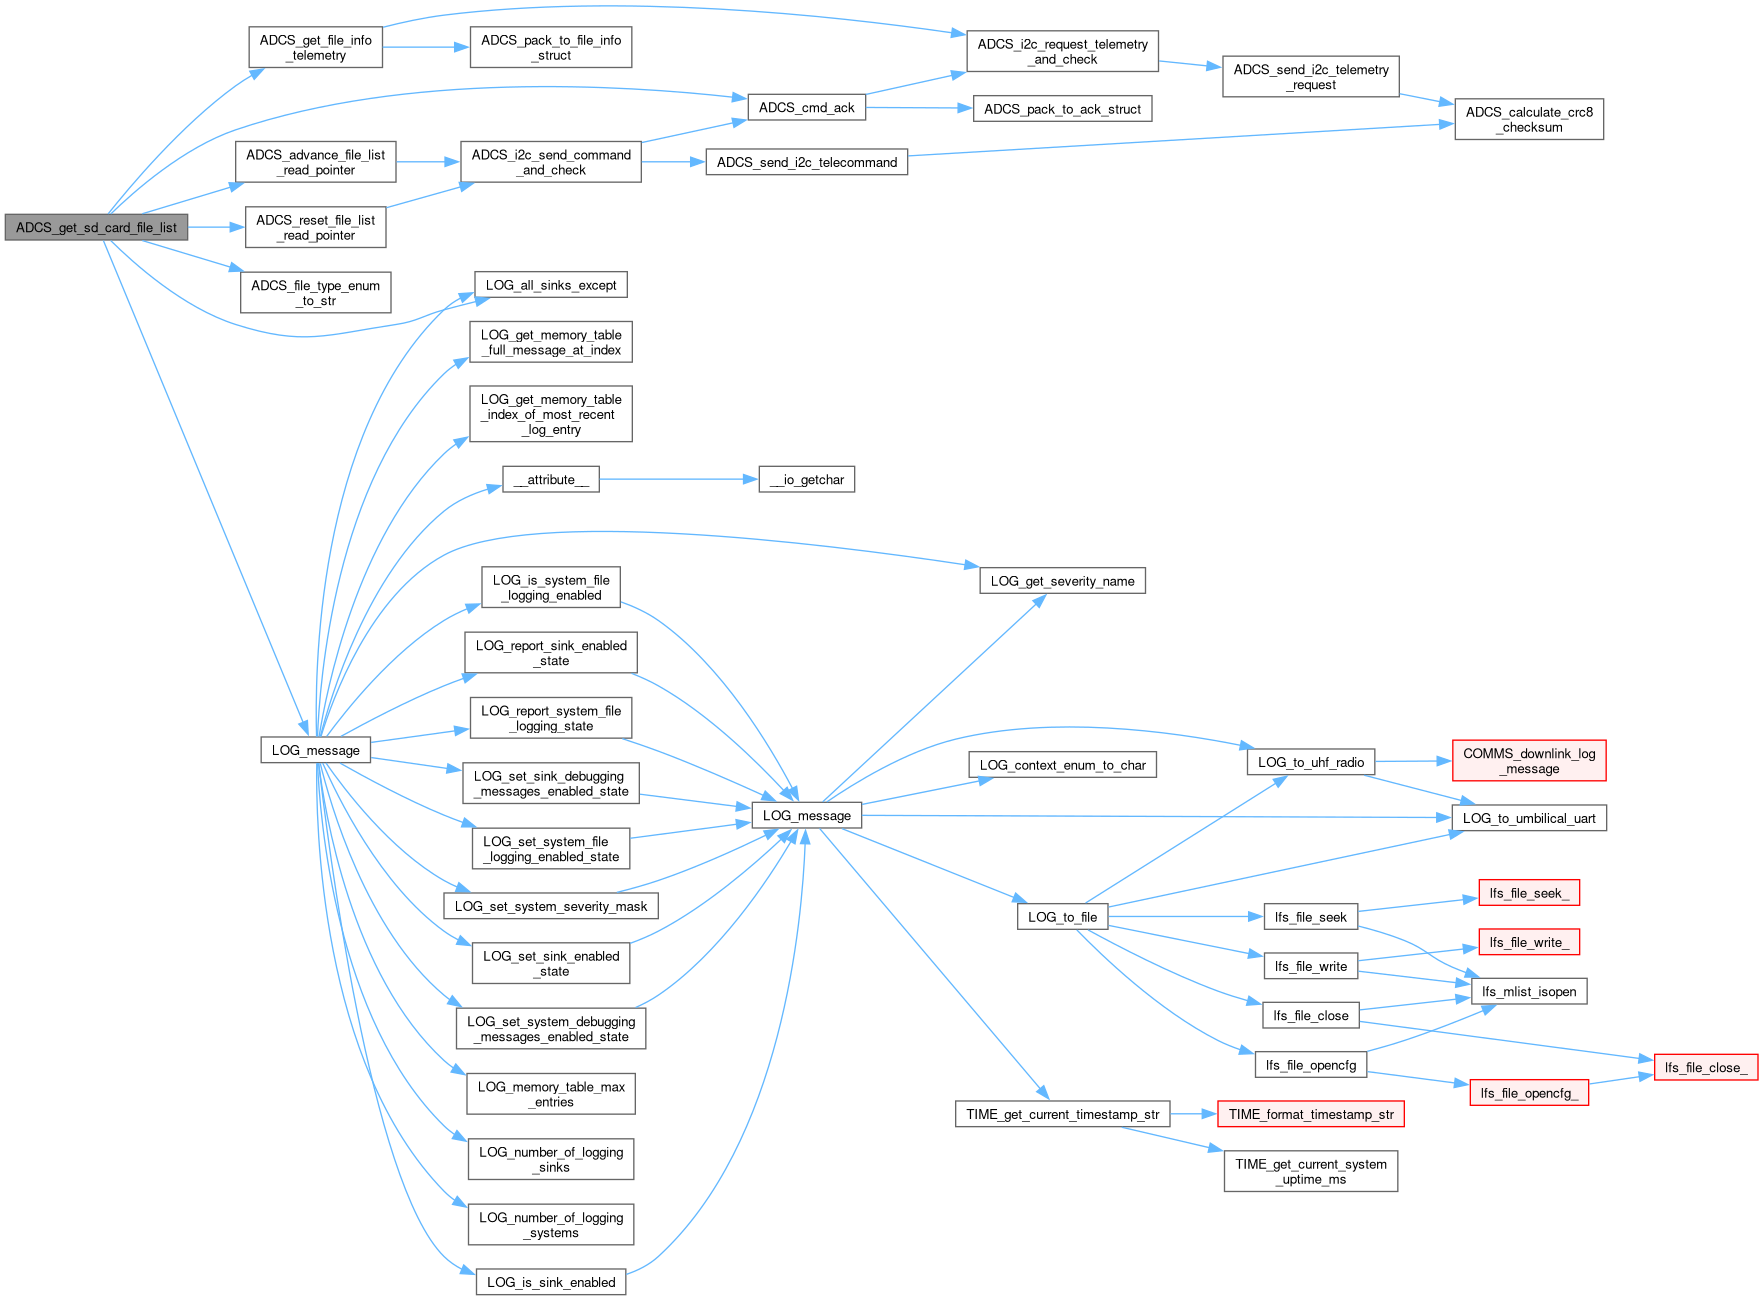 ADCS_get_sd_card_file_list
ADCS_get_file_info
_telemetry
ADCS_pack_to_file_info
_struct
ADCS_i2c_request_telemetry
_and_check
ADCS_send_i2c_telemetry
_request
ADCS_calculate_crc8
_checksum
ADCS_cmd_ack
ADCS_pack_to_ack_struct
ADCS_advance_file_list
_read_pointer
ADCS_i2c_send_command
_and_check
ADCS_send_i2c_telecommand
ADCS_reset_file_list
_read_pointer
ADCS_file_type_enum
_to_str
LOG_all_sinks_except
LOG_get_memory_table
_full_message_at_index
LOG_get_memory_table
_index_of_most_recent
_log_entry
__attribute__
__io_getchar
LOG_get_severity_name
LOG_is_system_file
_logging_enabled
LOG_report_sink_enabled
_state
LOG_report_system_file
_logging_state
LOG_message
LOG_set_sink_debugging
_messages_enabled_state
LOG_set_system_file
_logging_enabled_state
LOG_set_system_severity_mask
LOG_set_sink_enabled
_state
LOG_set_system_debugging
_messages_enabled_state
LOG_memory_table_max
_entries
LOG_number_of_logging
_sinks
LOG_number_of_logging
_systems
LOG_is_sink_enabled
LOG_message
LOG_context_enum_to_char
LOG_to_uhf_radio
COMMS_downlink_log
_message
LOG_to_umbilical_uart
LOG_to_file
lfs_file_seek
lfs_file_seek_
lfs_file_write
lfs_file_write_
lfs_mlist_isopen
lfs_file_close
lfs_file_opencfg
lfs_file_opencfg_
lfs_file_close_
TIME_get_current_timestamp_str
TIME_format_timestamp_str
TIME_get_current_system
_uptime_ms